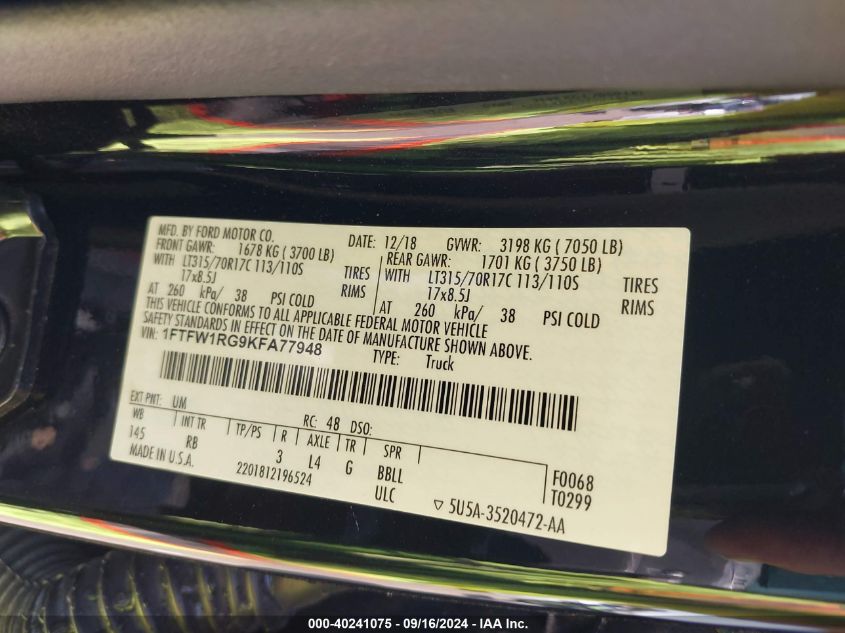 MFD. BY FORD MOTOR CO. DATE: 12/18 GVWR: 3198 KG ( 7050 LB)
FRONT GAWR: 1678 KG ( 3700 LB) REAR GAWR: 1701 KG ( 3750 LB)
WITH LT315/70R17C 113/110S TIRES WITH LT315/70R17C 113/110S TIRES
17x8.5J RIMS 17x8.5J RIMS
AT 260 kPa/ 38 PSI COLD AT 260 kPa/ 38 PSI COLD
THIS VEHICLE CONFORMS TO ALL APPLICABLE FEDERAL MOTOR VEHICLE
SAFETY STANDARDS IN EFFECT ON THE DATE OF MANUFACTURE SHOWN ABOVE.
VIN: 1FTFW1RG9KFA77948 TYPE: Truck
EXT PNT: UM RC: 48 DSO:
WB INT TR TP/PS R AXLE TR SPR
145 RB 3 L4 G BBLL F0068
MADE IN U.S.A. 2201812196524 ULC T0299
▽ 5U5A-3520472-AA
000-40241075 - 09/16/2024 - IAA Inc.